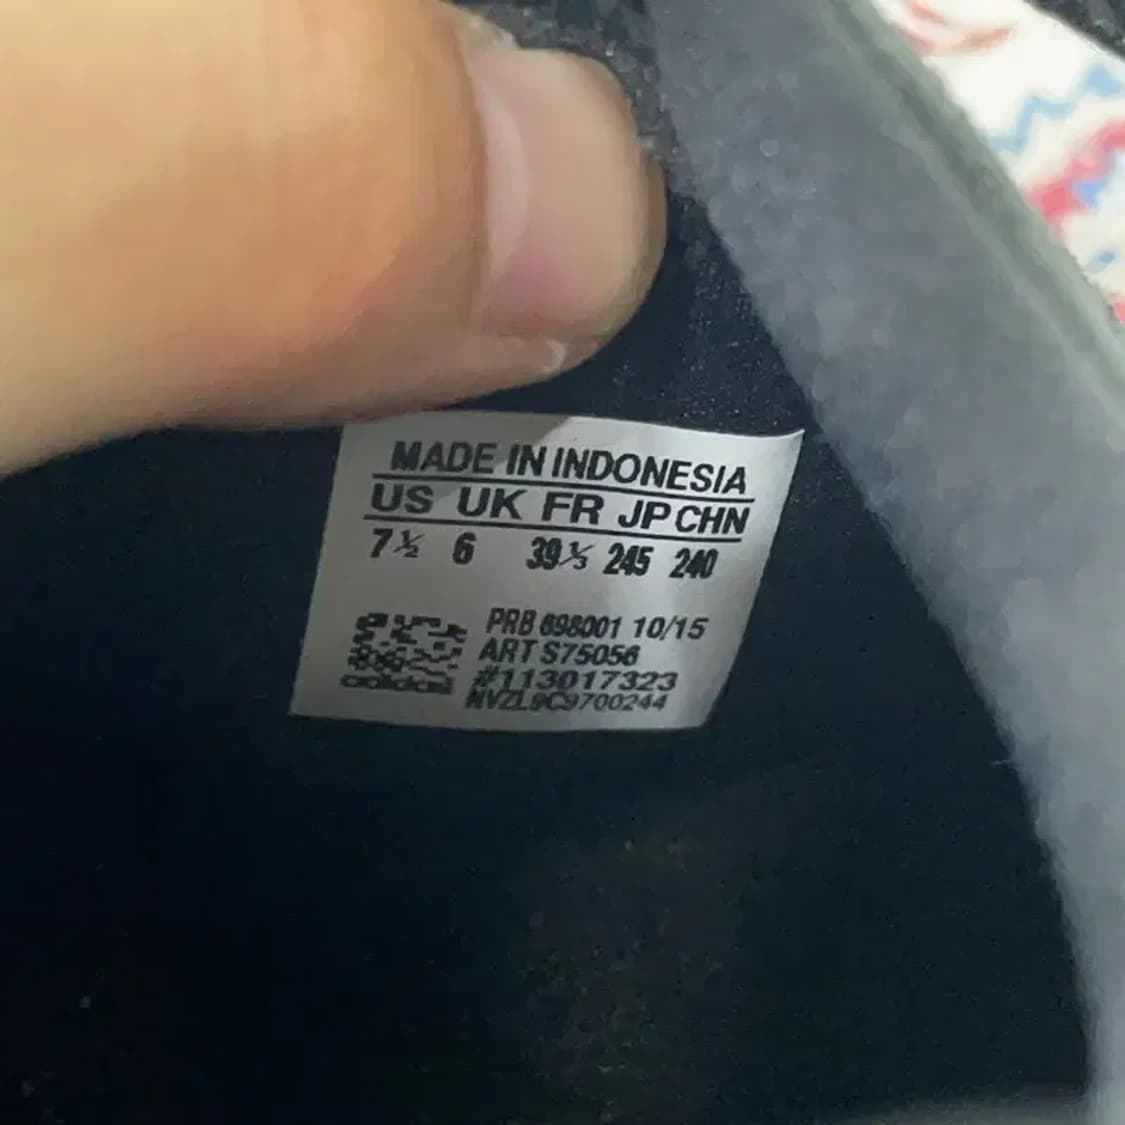 MADE IN INDONESIA
US UK FR JP CHN
7½ 6 39⅓ 245 240
PRB 698001 10/15
ART S75056
#113017323
NVZL9C9700244
adidas